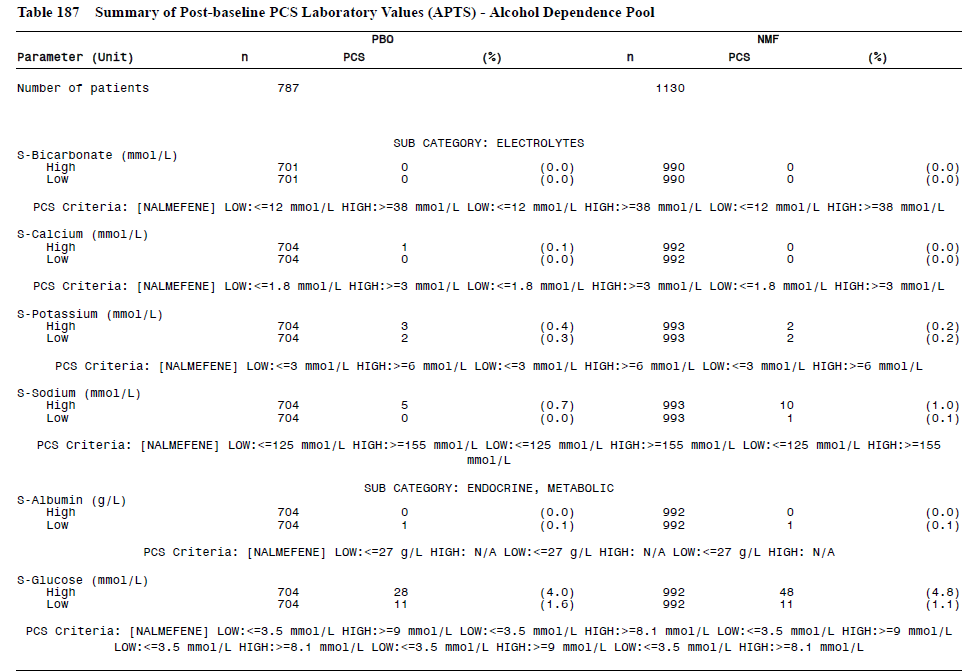 Table 187 Summary of Post-baseline PCS Laboratory Values (APTS) - Alcohol Dependence Pool
PBO NMF
Parameter (Unit) n PCS (%) n PCS (%)
Number of patients 787 1130
SUB CATEGORY: ELECTROLYTES
S-Bicarbonate (mmol/L)
High 701 0 (0.0) 990 0 (0.0)
Low 701 0 (0.0) 990 0 (0.0)
PCS Criteria: [NALMEFENE] LOW:<=12 mmol/L HIGH:>=38 mmol/L LOW:<=12 mmol/L HIGH:>=38 mmol/L LOW:<=12 mmol/L HIGH:>=38 mmol/L
S-Calcium (mmol/L)
High 704 1 (0.1) 992 0 (0.0)
Low 704 0 (0.0) 992 0 (0.0)
PCS Criteria: [NALMEFENE] LOW:<=1.8 mmol/L HIGH:>=3 mmol/L LOW:<=1.8 mmol/L HIGH:>=3 mmol/L LOW:<=1.8 mmol/L HIGH:>=3 mmol/L
S-Potassium (mmol/L)
High 704 3 (0.4) 993 2 (0.2)
Low 704 2 (0.3) 993 2 (0.2)
PCS Criteria: [NALMEFENE] LOW:<=3 mmol/L HIGH:>=6 mmol/L LOW:<=3 mmol/L HIGH:>=6 mmol/L LOW:<=3 mmol/L HIGH:>=6 mmol/L
S-Sodium (mmol/L)
High 704 5 (0.7) 993 10 (1.0)
Low 704 0 (0.0) 993 1 (0.1)
PCS Criteria: [NALMEFENE] LOW:<=125 mmol/L HIGH:>=155 mmol/L LOW:<=125 mmol/L HIGH:>=155 mmol/L LOW:<=125 mmol/L HIGH:>=155
mmol/L
SUB CATEGORY: ENDOCRINE, METABOLIC
S-Albumin (g/L)
High 704 0 (0.0) 992 0 (0.0)
Low 704 1 (0.1) 992 1 (0.1)
PCS Criteria: [NALMEFENE] LOW:<=27 g/L HIGH: N/A LOW:<=27 g/L HIGH: N/A LOW:<=27 g/L HIGH: N/A
S-Glucose (mmol/L)
High 704 28 (4.0) 992 48 (4.8)
Low 704 11 (1.6) 992 11 (1.1)
PCS Criteria: [NALMEFENE] LOW:<=3.5 mmol/L HIGH:>=9 mmol/L LOW:<=3.5 mmol/L HIGH:>=8.1 mmol/L LOW:<=3.5 mmol/L HIGH:>=9 mmol/L
LOW:<=3.5 mmol/L HIGH:>=8.1 mmol/L LOW:<=3.5 mmol/L HIGH:>=9 mmol/L LOW:<=3.5 mmol/L HIGH:>=8.1 mmol/L